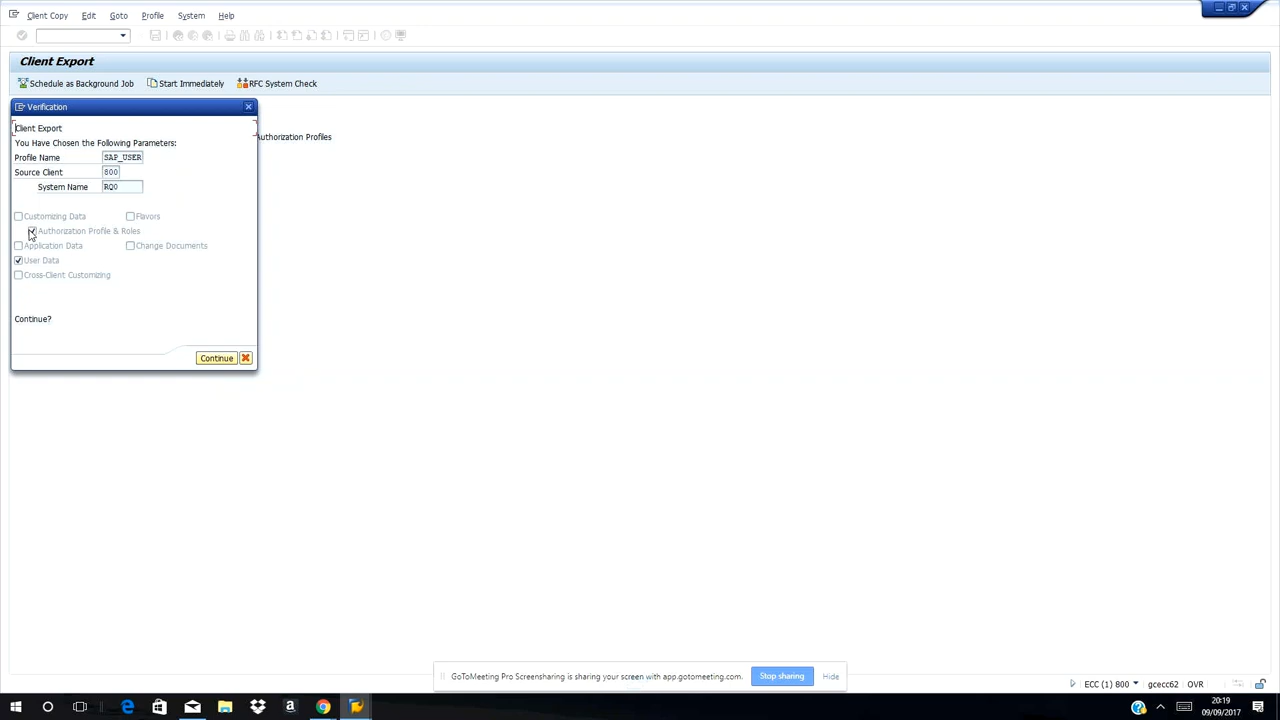 Client Copy Edit Goto Profile System Help
Client Export
Schedule as Background Job Start Immediately RFC System Check
Verification
Client Export
Authorization Profiles
You Have Chosen the Following Parameters:
Profile Name SAP_USER
Source Client 800
System Name RQ0
Customizing Data Flavors
Authorization Profile & Roles
Application Data Change Documents
User Data
Cross-Client Customizing
Continue?
Continue
GoToMeeting Pro Screensharing is sharing your screen with app.gotomeeting.com. Stop sharing Hide
ECC (1) 800 gcecc62 OVR
20:19
09/09/2017